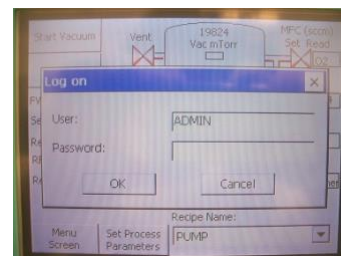 Start Vacuum
Vent
19824
Vac mTorr
MFC (sccm)
Set Read
O2
Log on
User:
ADMIN
Password:
OK
Cancel
Menu
Screen
Set Process
Parameters
Recipe Name:
PUMP